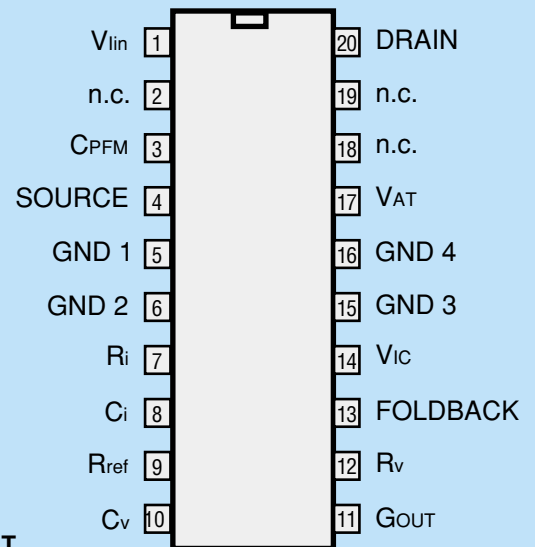 Vlin 1 20 DRAIN
n.c. 2 19 n.c.
CPFM 3 18 n.c.
SOURCE 4 17 VAT
GND 1 5 16 GND 4
GND 2 6 15 GND 3
Ri 7 14 VIC
Ci 8 13 FOLDBACK
Rref 9 12 Rv
Cv 10 11 GOUT
T